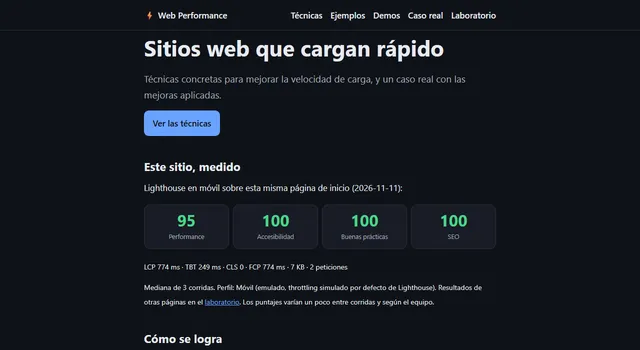 Web Performance
Técnicas Ejemplos Demos Caso real Laboratorio
Sitios web que cargan rápido
Técnicas concretas para mejorar la velocidad de carga, y un caso real con las
mejoras aplicadas.
Ver las técnicas
Este sitio, medido
Lighthouse en móvil sobre esta misma página de inicio (2026-11-11):
95
Performance
100
Accesibilidad
100
Buenas prácticas
100
SEO
LCP 774 ms · TBT 249 ms · CLS 0 · FCP 774 ms · 7 KB · 2 peticiones
Mediana de 3 corridas. Perfil: Móvil (emulado, throttling simulado por defecto de Lighthouse). Resultados de
otras páginas en el laboratorio. Los puntajes varían un poco entre corridas y según el equipo.
Cómo se logra